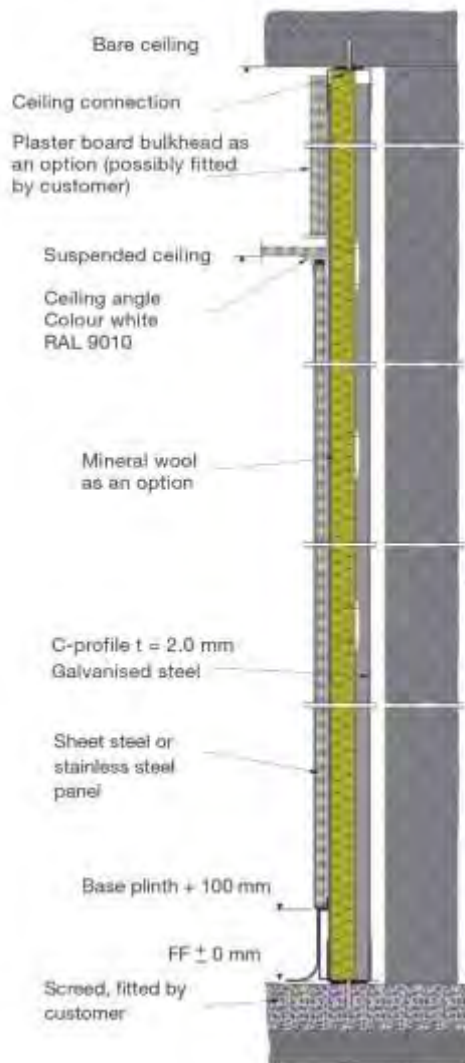 Bare ceiling
Ceiling connection
Plaster board bulkhead as
an option (possibly fitted
by customer)
Suspended ceiling
Ceiling angle
Colour white
RAL 9010
Mineral wool
as an option
C-profile t = 2.0 mm
Galvanised steel
Sheet steel or
stainless steel
panel
Base plinth + 100 mm
FF ± 0 mm
Screed, fitted by
customer